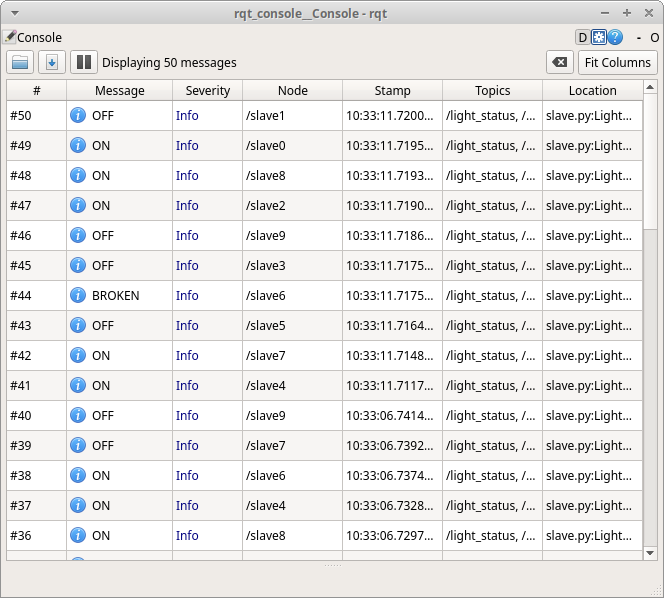 rqt_console__Console - rqt
Console D ? - O
Displaying 50 messages Fit Columns
# Message Severity Node Stamp Topics Location
#50 OFF Info /slave1 10:33:11.7200... /light_status, /... slave.py:Light...
#49 ON Info /slave0 10:33:11.7195... /light_status, /... slave.py:Light...
#48 ON Info /slave8 10:33:11.7193... /light_status, /... slave.py:Light...
#47 ON Info /slave2 10:33:11.7190... /light_status, /... slave.py:Light...
#46 OFF Info /slave9 10:33:11.7186... /light_status, /... slave.py:Light...
#45 OFF Info /slave3 10:33:11.7175... /light_status, /... slave.py:Light...
#44 BROKEN Info /slave6 10:33:11.7175... /light_status, /... slave.py:Light...
#43 OFF Info /slave5 10:33:11.7164... /light_status, /... slave.py:Light...
#42 ON Info /slave7 10:33:11.7148... /light_status, /... slave.py:Light...
#41 ON Info /slave4 10:33:11.7117... /light_status, /... slave.py:Light...
#40 OFF Info /slave9 10:33:06.7414... /light_status, /... slave.py:Light...
#39 OFF Info /slave7 10:33:06.7392... /light_status, /... slave.py:Light...
#38 ON Info /slave6 10:33:06.7374... /light_status, /... slave.py:Light...
#37 ON Info /slave4 10:33:06.7328... /light_status, /... slave.py:Light...
#36 ON Info /slave8 10:33:06.7297... /light_status, /... slave.py:Light...